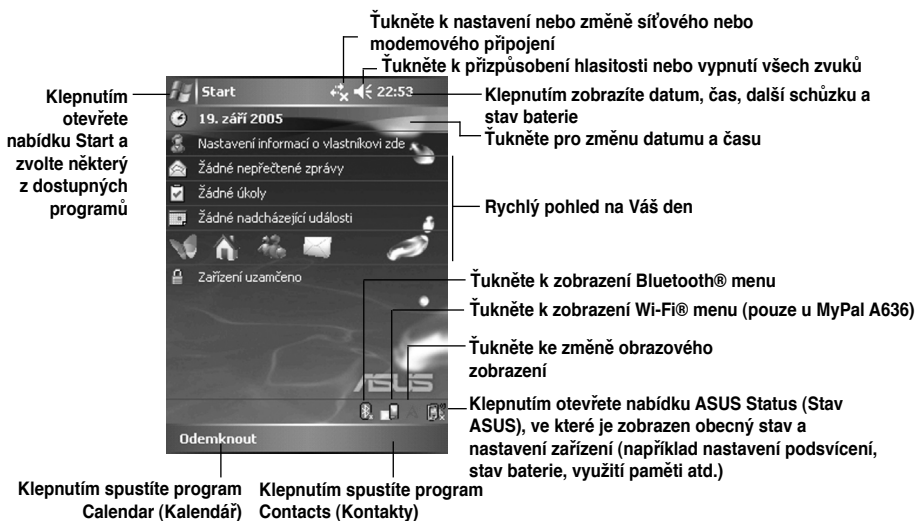 Ťukněte k nastavení nebo změně síťového nebo
modemového připojení
Ťukněte k přizpůsobení hlasitosti nebo vypnutí všech zvuků
Klepnutím
otevřete
nabídku Start a
zvolte některý
z dostupných
programů
Start
22:53
Klepnutím zobrazíte datum, čas, další schůzku a
stav baterie
19. září 2005
Ťukněte pro změnu datumu a času
Nastavení informací o vlastníkovi zde
Žádné nepřečtené zprávy
Žádné úkoly
Žádné nadcházející události
Rychlý pohled na Váš den
Zařízení uzamčeno
Ťukněte k zobrazení Bluetooth® menu
Ťukněte k zobrazení Wi-Fi® menu (pouze u MyPal A636)
Ťukněte ke změně obrazového
zobrazení
ASUS
Klepnutím otevřete nabídku ASUS Status (Stav
ASUS), ve které je zobrazen obecný stav a
nastavení zařízení (například nastavení podsvícení,
stav baterie, využití paměti atd.)
Odemknout
Klepnutím spustíte program
Calendar (Kalendář)
Klepnutím spustíte program
Contacts (Kontakty)